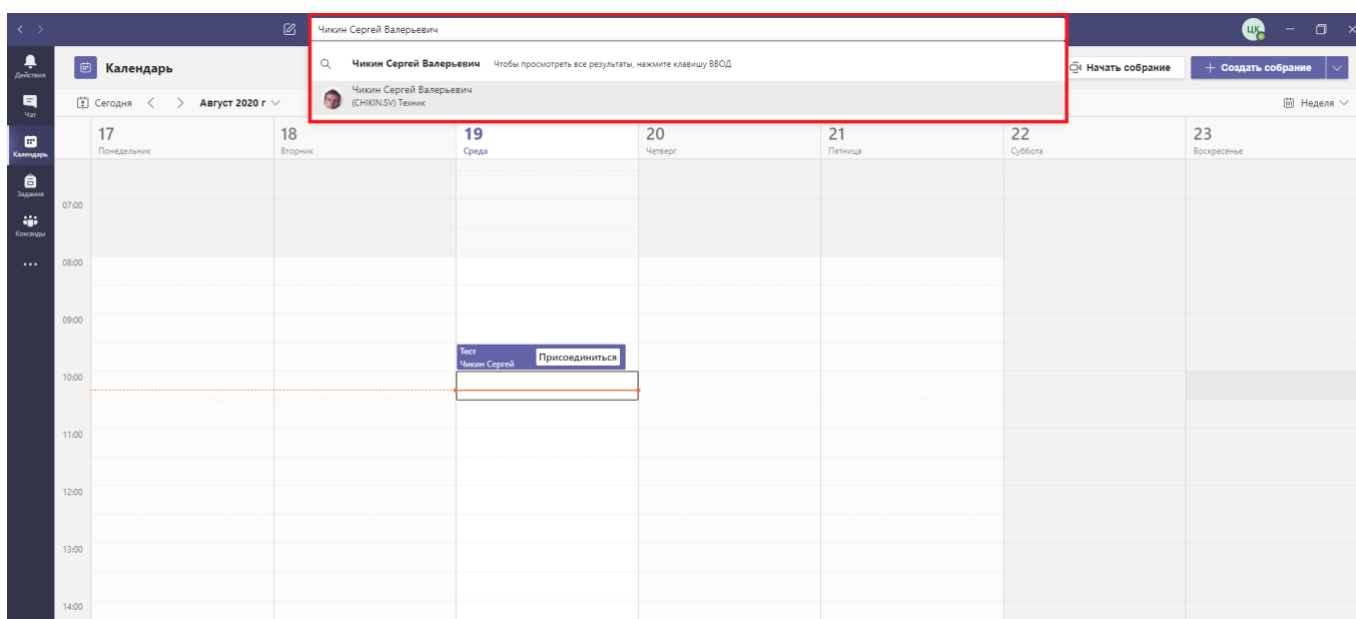 Чикин Сергей Валерьевич
ЦК
Чикин Сергей Валерьевич Чтобы просмотреть все результаты, нажмите клавишу ВВОД
Чикин Сергей Валерьевич
(CHIKIN.SV) Техник
Действия
Чат
Календарь
Задания
Команды
Календарь
Начать собрание
+ Создать собрание
Сегодня
Август 2020 г
Неделя
17 18 19 20 21 22 23
Понедельник Вторник Среда Четверг Пятница Суббота Воскресенье
07:00
08:00
09:00
Тест
Чикин Сергей
Присоединиться
10:00
11:00
12:00
13:00
14:00